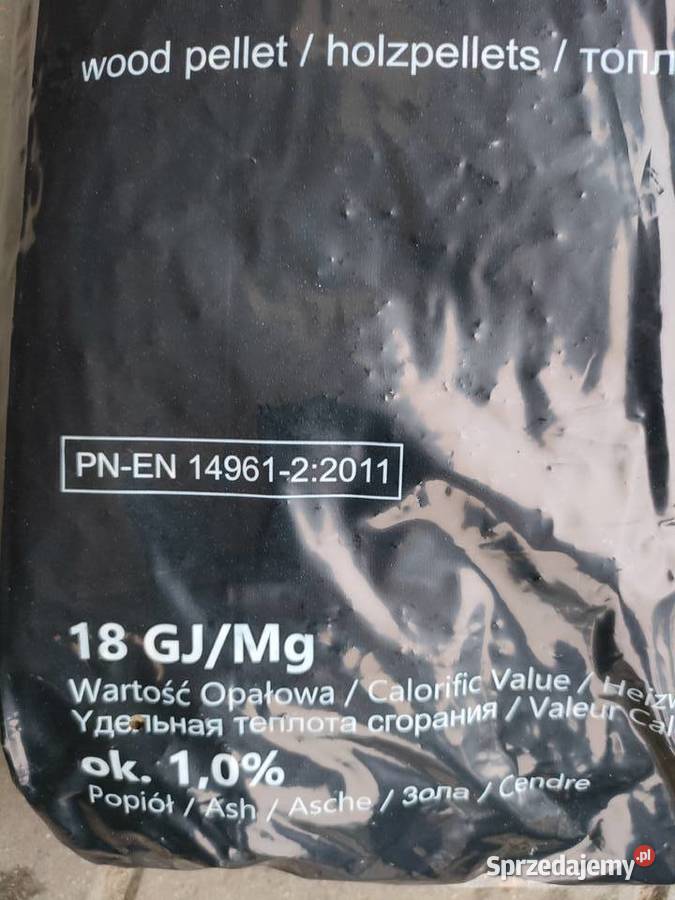 wood pellet / holzpellets /
PN-EN 14961-2:2011
18 GJ/Mg
Wartość Opałowa / Calorific Value /
Удельная теплота сгорания / Valeur
ok. 1,0%
Popiół / Ash / Asche / Зола / Cendre
Sprzedajemy.pl